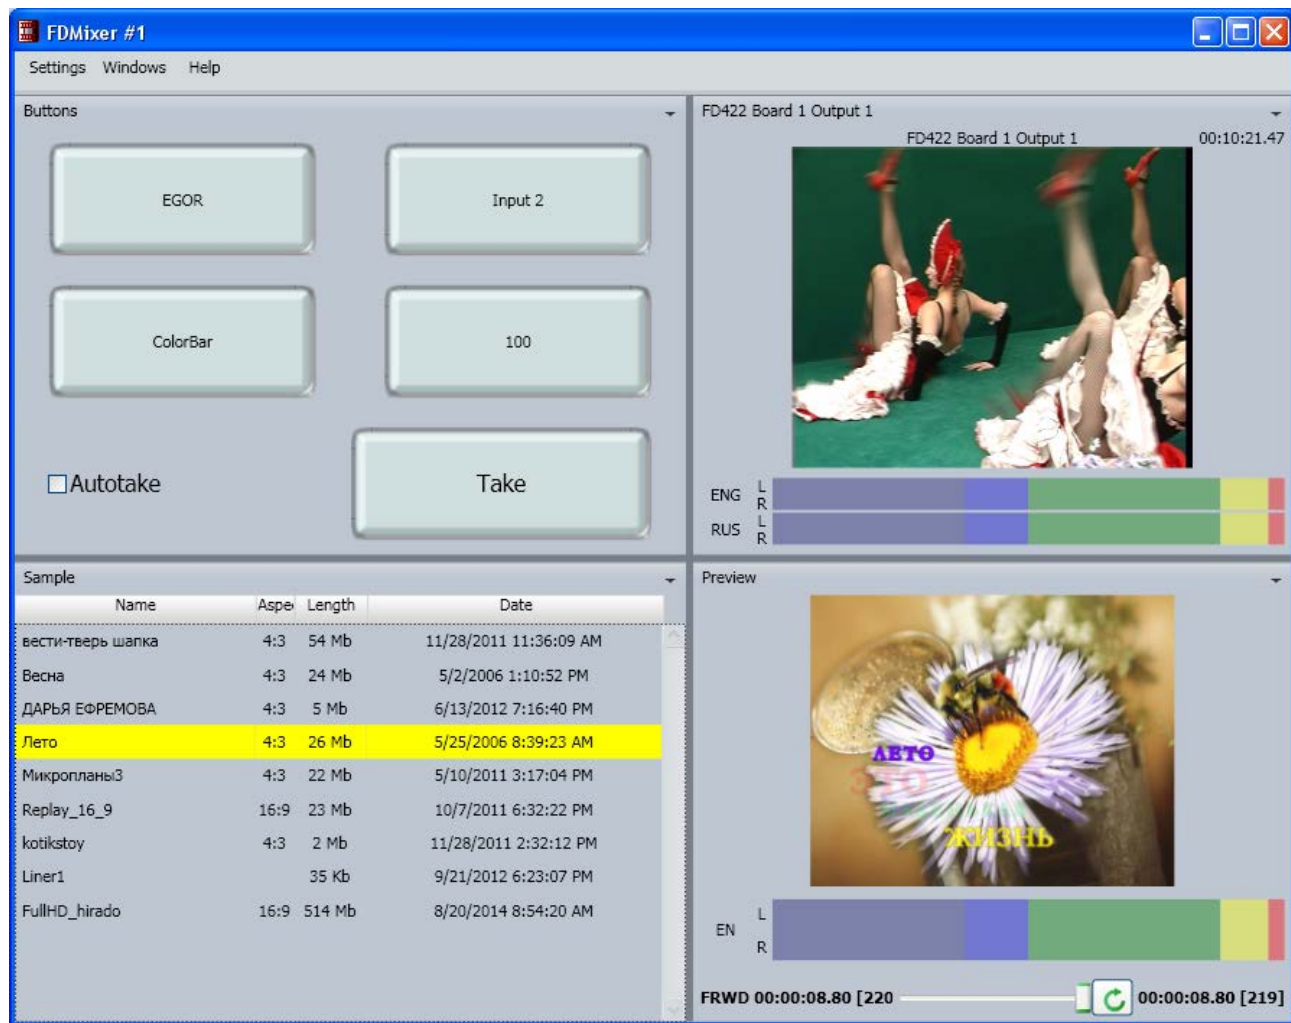 FDMixer #1
Settings Windows Help
Buttons
EGOR
Input 2
ColorBar
100
Autotake
Take
FD422 Board 1 Output 1
FD422 Board 1 Output 1 00:10:21.47
ENG L R
RUS L R
Sample
Name Aspe Length Date
вести-тверь шапка 4:3 54 Mb 11/28/2011 11:36:09 AM
Весна 4:3 24 Mb 5/2/2006 1:10:52 PM
ДАРЬЯ ЕФРЕМОВА 4:3 5 Mb 6/13/2012 7:16:40 PM
Лето 4:3 26 Mb 5/25/2006 8:39:23 AM
Микропланы3 4:3 22 Mb 5/10/2011 3:17:04 PM
Replay_16_9 16:9 23 Mb 10/7/2011 6:32:22 PM
kotikstoy 4:3 2 Mb 11/28/2011 2:32:12 PM
Liner1 35 Kb 9/21/2012 6:23:07 PM
FullHD_hirado 16:9 514 Mb 8/20/2014 8:54:20 AM
Preview
ЛЕТО
ЭТО
ЖИЗНЬ
EN L R
FRWD 00:00:08.80 [220 00:00:08.80 [219]